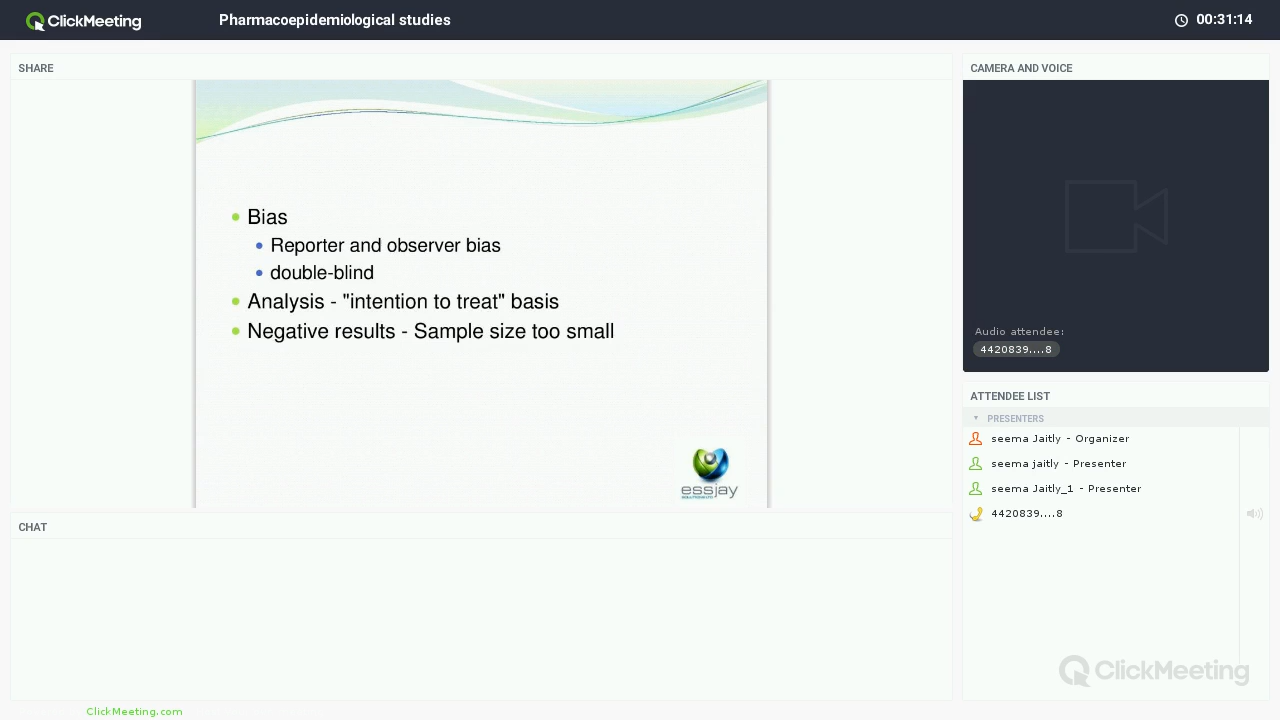 ClickMeeting
Pharmacoepidemiological studies
00:31:14
SHARE
Bias
Reporter and observer bias
double-blind
Analysis - "intention to treat" basis
Negative results - Sample size too small
essjay
CHAT
CAMERA AND VOICE
Audio attendee:
4420839....8
ATTENDEE LIST
PRESENTERS
seema Jaitly - Organizer
seema jaitly - Presenter
seema Jaitly_1 - Presenter
4420839....8
ClickMeeting
ClickMeeting.com